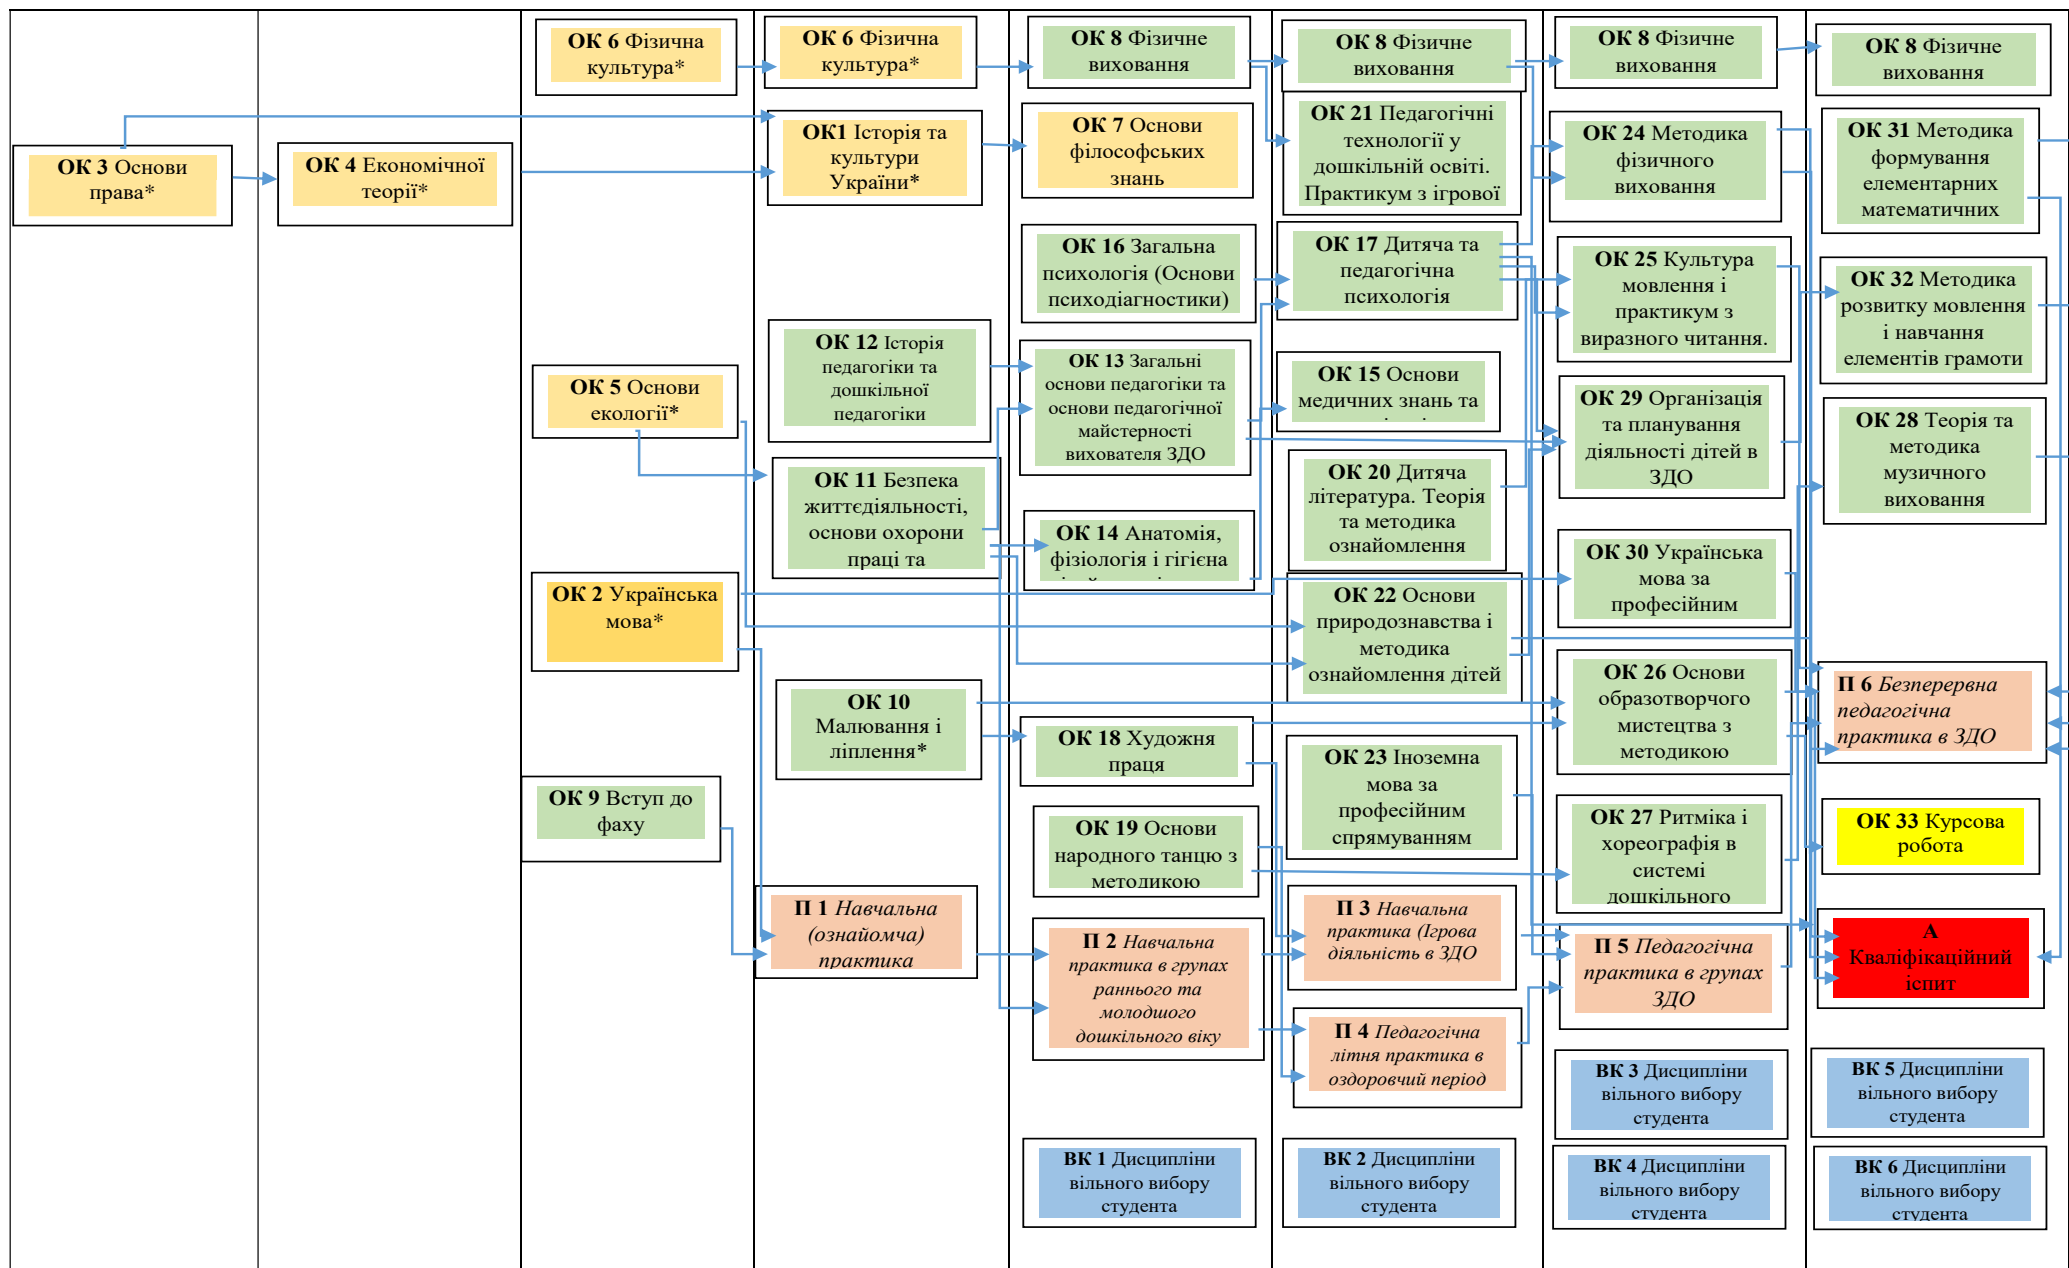 ОК 3 Основи
права*
ОК 4 Економічної
теорії*
ОК 6 Фізична
культура*
ОК 5 Основи
екології*
ОК 2 Українська
мова*
ОК 9 Вступ до
фаху
ОК 6 Фізична
культура*
ОК1 Історія та
культури
України*
ОК 12 Історія
педагогіки та
дошкільної
педагогіки
ОК 11 Безпека
життєдіяльності,
основи охорони
праці та
ОК 10
Малювання і
ліплення*
П 1 Навчальна
(ознайомча)
практика
ОК 8 Фізичне
виховання
ОК 7 Основи
філософських
знань
ОК 16 Загальна
психологія (Основи
психодіагностики)
ОК 13 Загальні
основи педагогіки та
основи педагогічної
майстерності
вихователя ЗДО
ОК 14 Анатомія,
фізіологія і гігієна
ОК 18 Художня
праця
ОК 19 Основи
народного танцю з
методикою
П 2 Навчальна
практика в групах
раннього та
молодшого
дошкільного віку
ВК 1 Дисципліни
вільного вибору
студента
ОК 8 Фізичне
виховання
ОК 21 Педагогічні
технології у
дошкільній освіті.
Практикум з ігрової
ОК 17 Дитяча та
педагогічна
психологія
ОК 15 Основи
медичних знань та
ОК 20 Дитяча
література. Теорія
та методика
ознайомлення
ОК 22 Основи
природознавства і
методика
ознайомлення дітей
ОК 23 Іноземна
мова за
професійним
спрямуванням
П 3 Навчальна
практика (Ігрова
діяльність в ЗДО
П 4 Педагогічна
літня практика в
оздоровчий період
ВК 2 Дисципліни
вільного вибору
студента
ОК 8 Фізичне
виховання
ОК 24 Методика
фізичного
виховання
ОК 25 Культура
мовлення і
практикум з
виразного читання.
ОК 29 Організація
та планування
діяльності дітей в
ЗДО
ОК 30 Українська
мова за
професійним
ОК 26 Основи
образотворчого
мистецтва з
методикою
ОК 27 Ритміка і
хореографія в
системі
дошкільного
П 5 Педагогічна
практика в групах
ЗДО
ВК 3 Дисципліни
вільного вибору
студента
ВК 4 Дисципліни
вільного вибору
студента
ОК 8 Фізичне
виховання
ОК 31 Методика
формування
елементарних
математичних
ОК 32 Методика
розвитку мовлення
і навчання
елементів грамоти
ОК 28 Теорія та
методика
музичного
виховання
П 6 Безперервна
педагогічна
практика в ЗДО
ОК 33 Курсова
робота
А
Кваліфікаційний
іспит
ВК 5 Дисципліни
вільного вибору
студента
ВК 6 Дисципліни
вільного вибору
студента